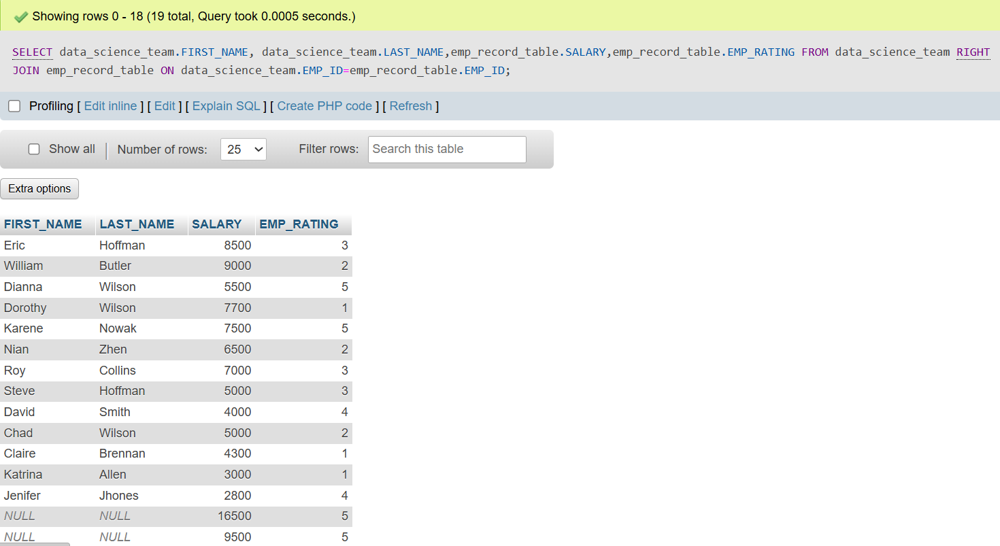 Showing rows 0 - 18 (19 total, Query took 0.0005 seconds.)
SELECT data_science_team.FIRST_NAME, data_science_team.LAST_NAME,emp_record_table.SALARY,emp_record_table.EMP_RATING FROM data_science_team RIGHT
JOIN emp_record_table ON data_science_team.EMP_ID=emp_record_table.EMP_ID;
Profiling [ Edit inline ] [ Edit ] [ Explain SQL ] [ Create PHP code ] [ Refresh ]
Show all | Number of rows: 25 Filter rows: Search this table
Extra options
FIRST_NAME LAST_NAME SALARY EMP_RATING
Eric Hoffman 8500 3
William Butler 9000 2
Dianna Wilson 5500 5
Dorothy Wilson 7700 1
Karene Nowak 7500 5
Nian Zhen 6500 2
Roy Collins 7000 3
Steve Hoffman 5000 3
David Smith 4000 4
Chad Wilson 5000 2
Claire Brennan 4300 1
Katrina Allen 3000 1
Jenifer Jhones 2800 4
NULL NULL 16500 5
NULL NULL 9500 5